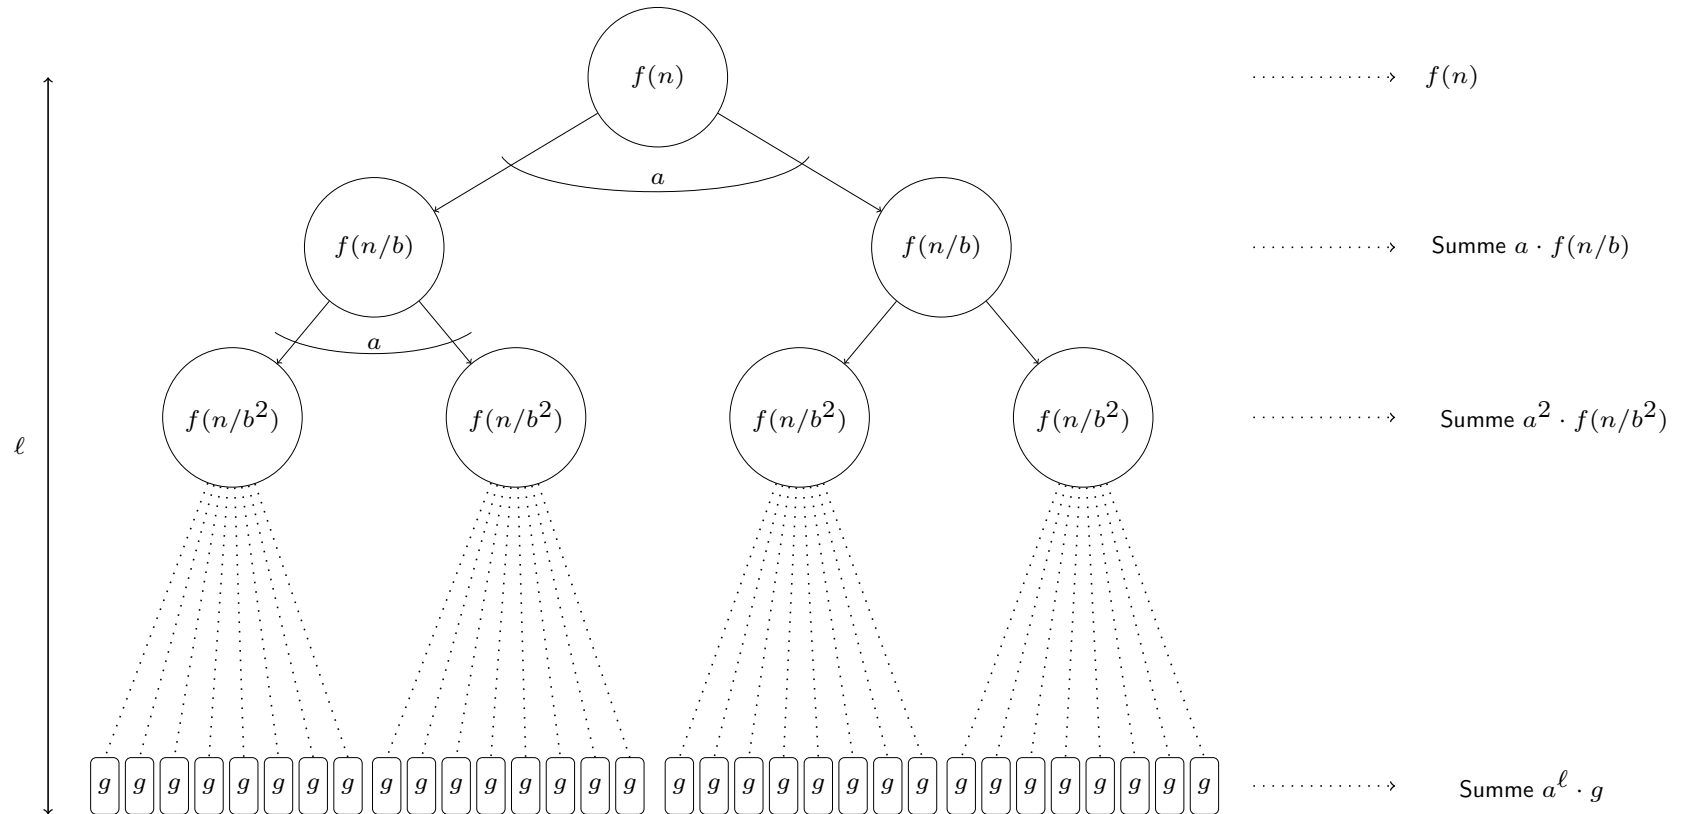 f(n) f(n)
a
f(n/b) f(n/b) Summe a · f(n/b)
a
f(n/b²) f(n/b²) f(n/b²) f(n/b²) Summe a² · f(n/b²)
ℓ
g g g g g g g g g g g g g g g g g g g g g g g g g g g g g g g g Summe a^ℓ · g